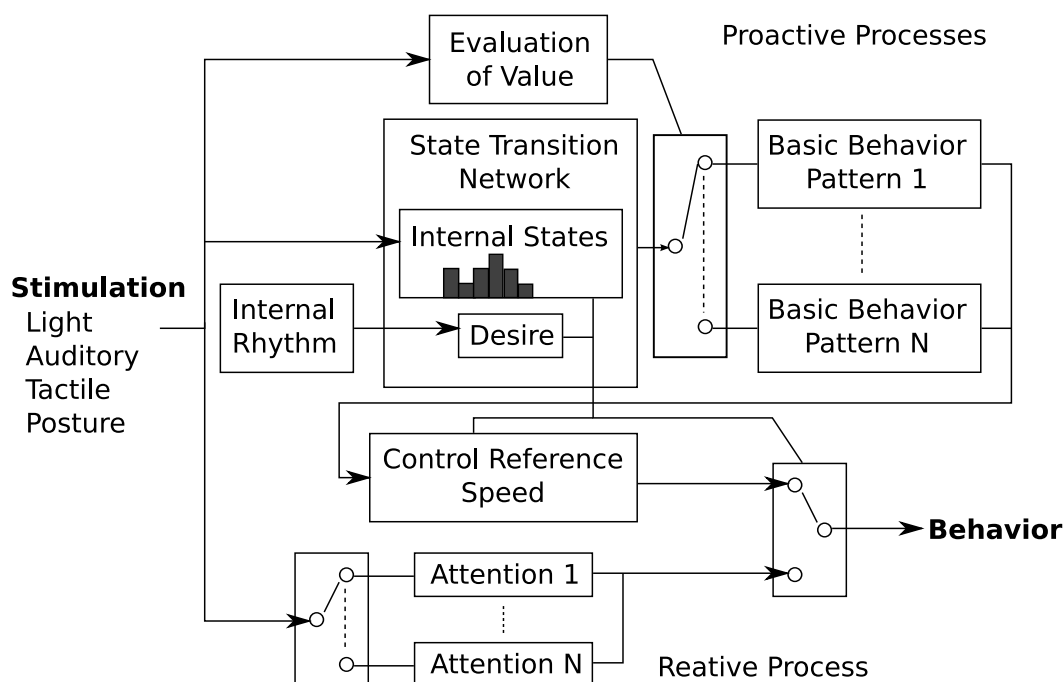 Evaluation
of Value
Proactive Processes
State Transition
Network
Basic Behavior
Pattern 1
Internal States
Stimulation
Light
Auditory
Tactile
Posture
Internal
Rhythm
Desire
Basic Behavior
Pattern N
Control Reference
Speed
Behavior
Attention 1
Attention N
Reative Process